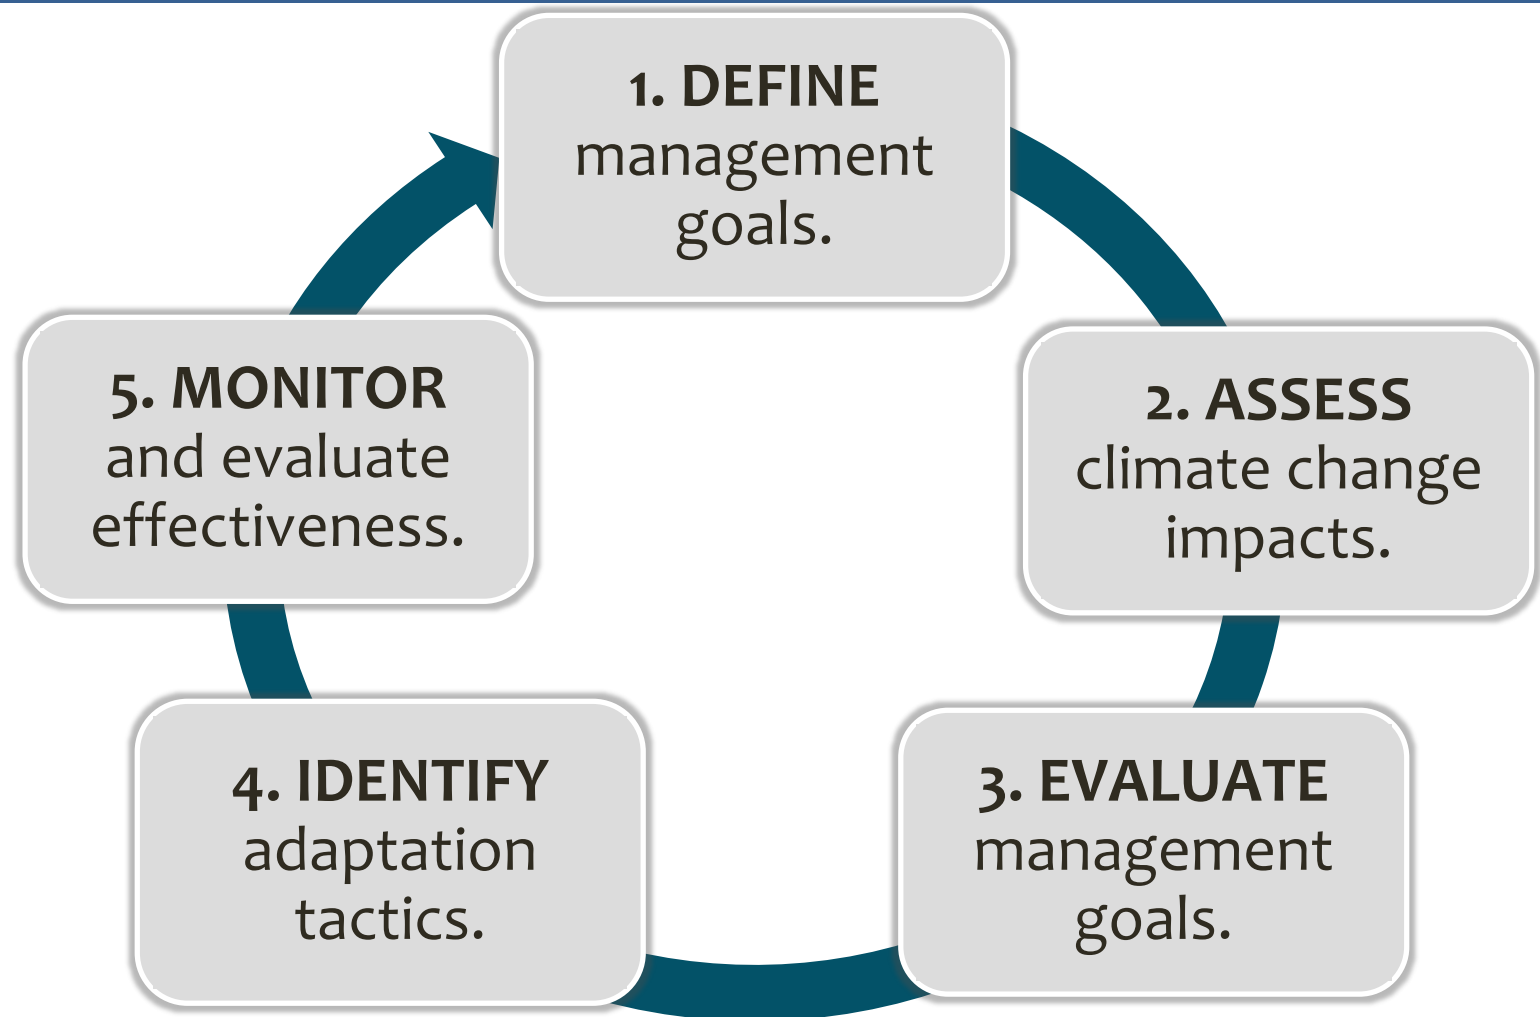 1. DEFINE
management
goals.
2. ASSESS
climate change
impacts.
3. EVALUATE
management
goals.
4. IDENTIFY
adaptation
tactics.
5. MONITOR
and evaluate
effectiveness.